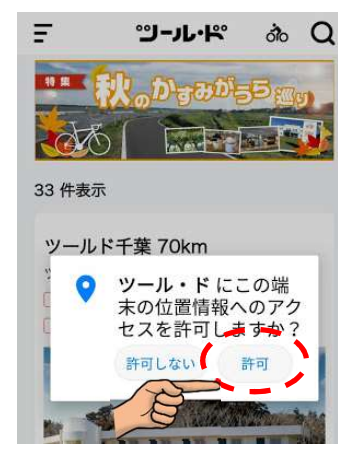 ツール・ド
特集 秋のかすみがうら巡り
33 件表示
ツールド千葉 70km
ツール・ド にこの端
末の位置情報へのアク
セスを許可しますか？
許可しない 許可